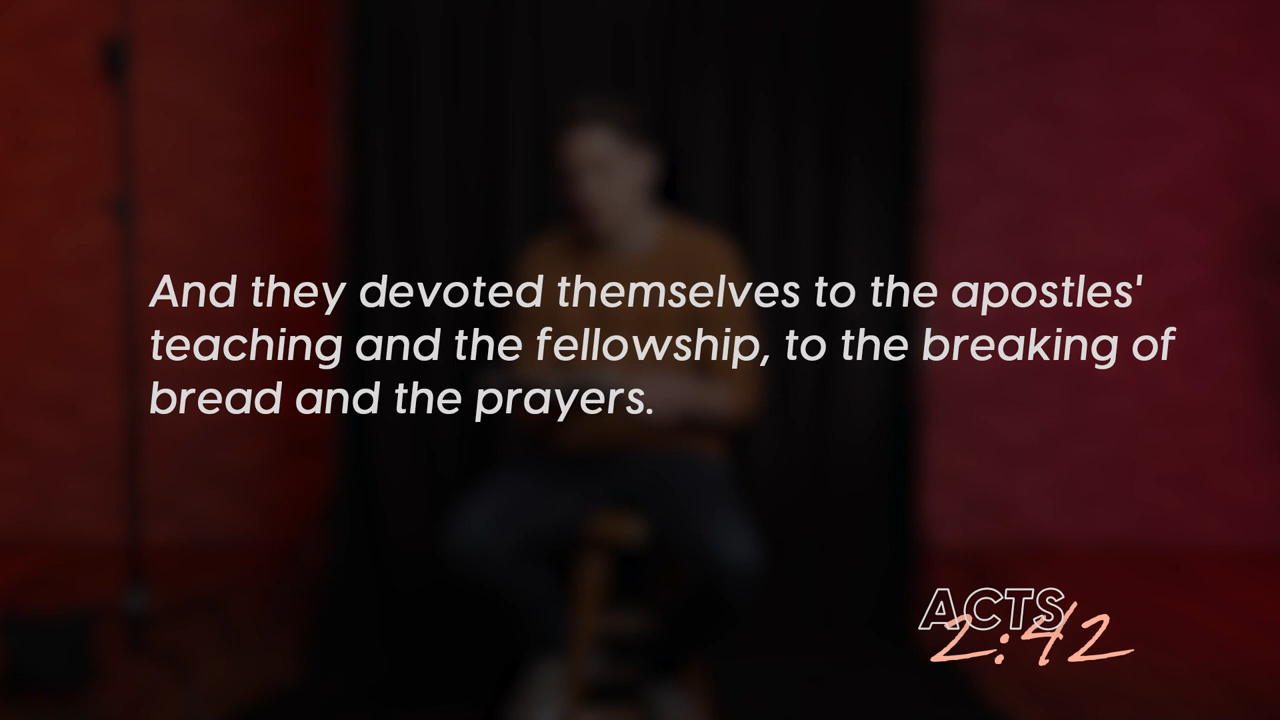 And they devoted themselves to the apostles'
teaching and the fellowship, to the breaking of
bread and the prayers.
ACTS
2:42